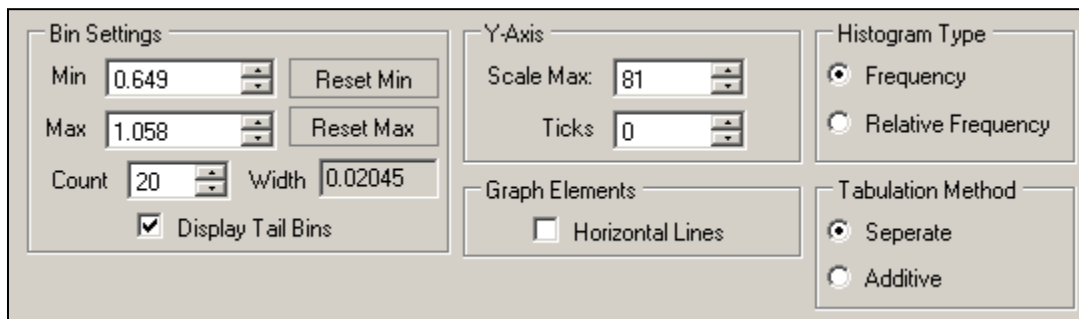 Bin Settings
Min 0.649 Reset Min
Max 1.058 Reset Max
Count 20 Width 0.02045
Display Tail Bins
Y-Axis
Scale Max: 81
Ticks 0
Graph Elements
Horizontal Lines
Histogram Type
Frequency
Relative Frequency
Tabulation Method
Seperate
Additive